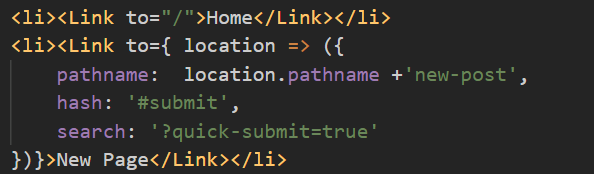 <li><Link to="/">Home</Link></li>
<li><Link to={ location => ({
    pathname:  location.pathname +'new-post',
    hash: '#submit',
    search: '?quick-submit=true'
})}>New Page</Link></li>